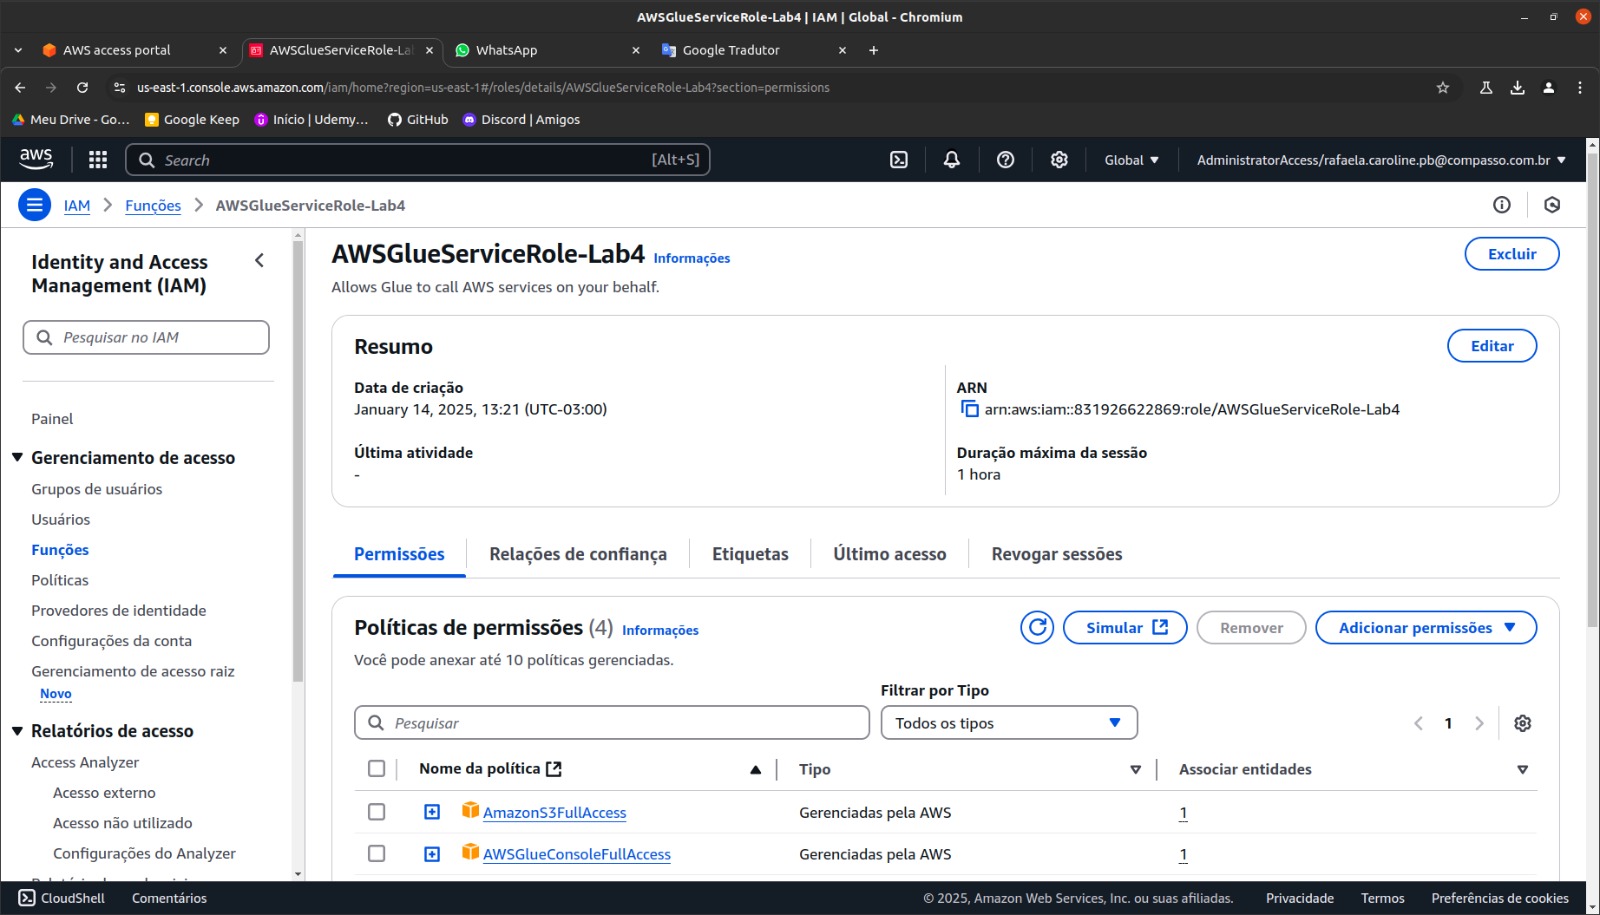 AWSGlueServiceRole-Lab4 | IAM | Global - Chromium
AWS access portal
AWSGlueServiceRole-La
WhatsApp
Google Tradutor
us-east-1.console.aws.amazon.com/iam/home?region=us-east-1#/roles/details/AWSGlueServiceRole-Lab4?section=permissions
Meu Drive - Go...
Google Keep
Início | Udemy...
GitHub
Discord | Amigos
aws
Search
[Alt+S]
Global
AdministratorAccess/rafaela.caroline.pb@compasso.com.br
IAM
Funções
AWSGlueServiceRole-Lab4
Identity and Access
Management (IAM)
Pesquisar no IAM
Painel
Gerenciamento de acesso
Grupos de usuários
Usuários
Funções
Políticas
Provedores de identidade
Configurações da conta
Gerenciamento de acesso raiz
Novo
Relatórios de acesso
Access Analyzer
Acesso externo
Acesso não utilizado
Configurações do Analyzer
AWSGlueServiceRole-Lab4 Informações
Excluir
Allows Glue to call AWS services on your behalf.
Resumo
Editar
Data de criação
January 14, 2025, 13:21 (UTC-03:00)
ARN
arn:aws:iam::831926622869:role/AWSGlueServiceRole-Lab4
Última atividade
-
Duração máxima da sessão
1 hora
Permissões
Relações de confiança
Etiquetas
Último acesso
Revogar sessões
Políticas de permissões (4) Informações
Simular
Remover
Adicionar permissões
Você pode anexar até 10 políticas gerenciadas.
Filtrar por Tipo
Pesquisar
Todos os tipos
1
Nome da política
Tipo
Associar entidades
AmazonS3FullAccess
Gerenciadas pela AWS
1
AWSGlueConsoleFullAccess
Gerenciadas pela AWS
1
CloudShell
Comentários
© 2025, Amazon Web Services, Inc. ou suas afiliadas.
Privacidade
Termos
Preferências de cookies